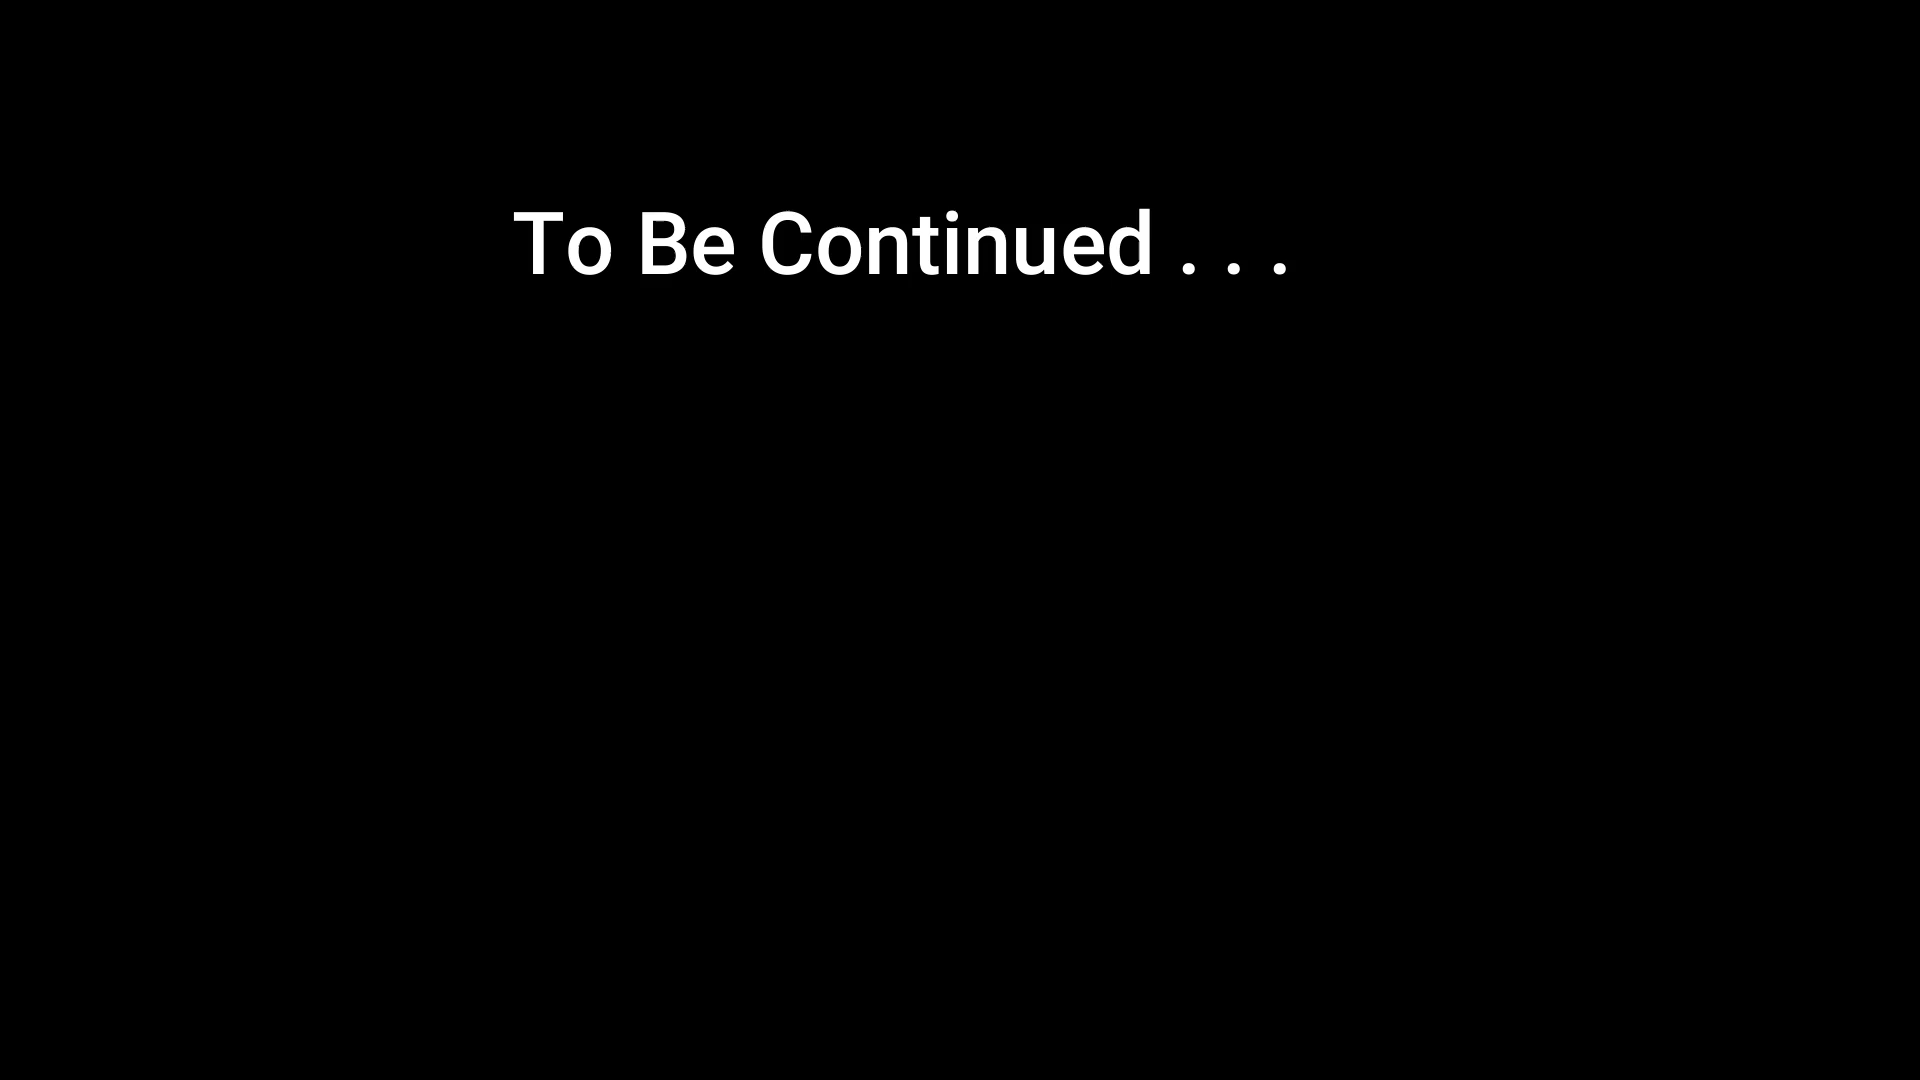 To Be Continued . . .